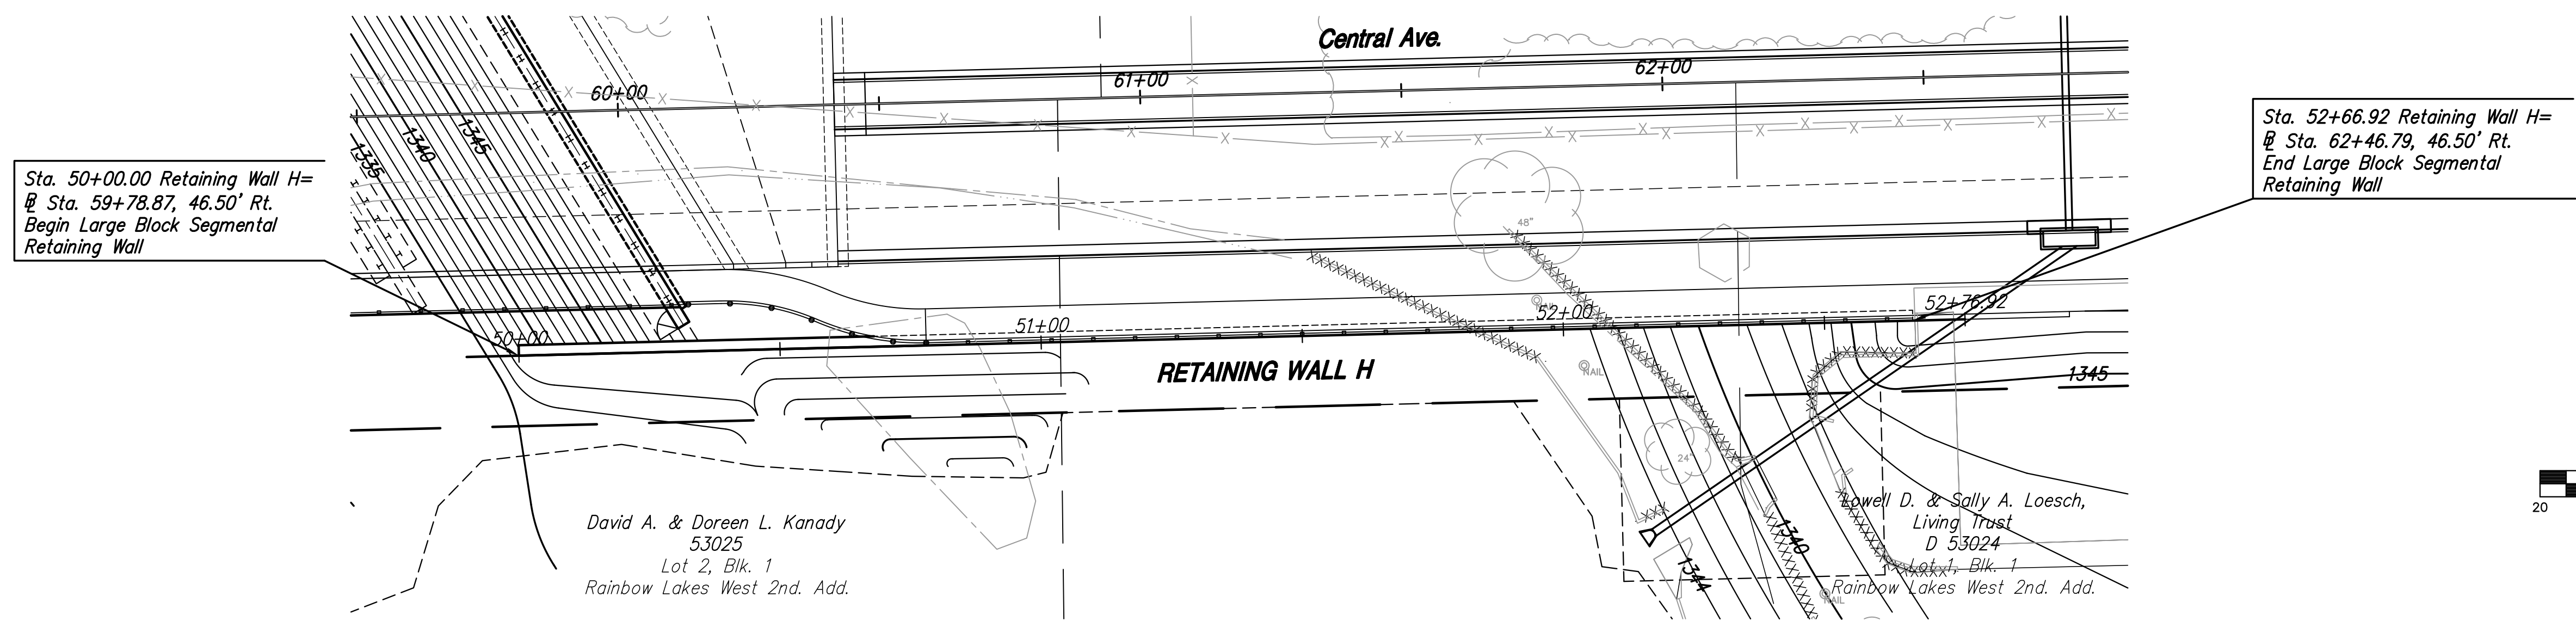 Central Ave.
60+00
61+00
62+00
1335
1340
1345
Sta. 50+00.00 Retaining Wall H=
℄ Sta. 59+78.87, 46.50' Rt.
Begin Large Block Segmental
Retaining Wall
Sta. 52+66.92 Retaining Wall H=
℄ Sta. 62+46.79, 46.50' Rt.
End Large Block Segmental
Retaining Wall
48"
NAIL
50+00
51+00
52+00
52+76.92
RETAINING WALL H
NAIL
1345
24"
David A. & Doreen L. Kanady
53025
Lot 2, Blk. 1
Rainbow Lakes West 2nd. Add.
Lowell D. & Sally A. Loesch,
Living Trust
D 53024
Lot 1, Blk. 1
Rainbow Lakes West 2nd. Add.
1340
1344
NAIL
20